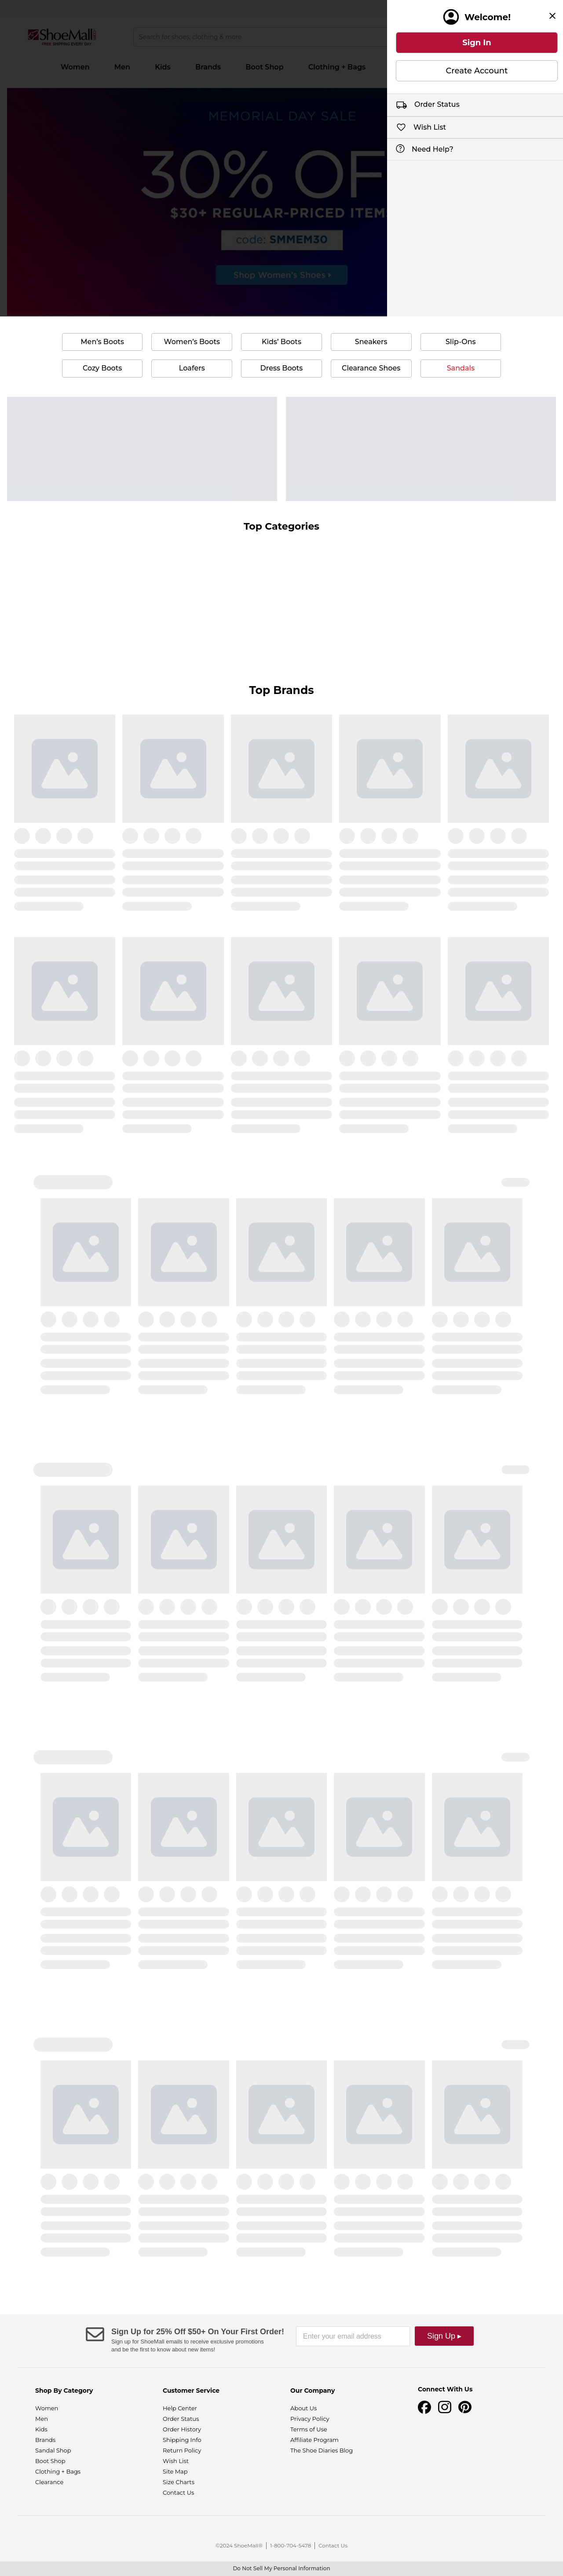 Welcome!
Sign In
Create Account
Order Status
Wish List
Need Help?
ShoeMall
Search for shoes, clothing & more
Women Men Kids Brands Boot Shop Clothing + Bags
MEMORIAL DAY SALE
30% OF
$30+ REGULAR-PRICED ITEM
code: SMMEM30
Shop Women's Shoes
Men's Boots Women's Boots Kids' Boots Sneakers Slip-Ons
Cozy Boots Loafers Dress Boots Clearance Shoes Sandals
Top Categories
Top Brands
Sign Up for 25% Off $50+ On Your First Order!
Sign up for ShoeMall emails to receive exclusive promotions
and be the first to know about new items!
Enter your email address
Sign Up ▸
Shop By Category
Women
Men
Kids
Brands
Sandal Shop
Boot Shop
Clothing + Bags
Clearance
Customer Service
Help Center
Order Status
Order History
Shipping Info
Return Policy
Wish List
Site Map
Size Charts
Contact Us
Our Company
About Us
Privacy Policy
Terms of Use
Affiliate Program
The Shoe Diaries Blog
Connect With Us
©2024 ShoeMall® | 1-800-704-5478 | Contact Us
Do Not Sell My Personal Information